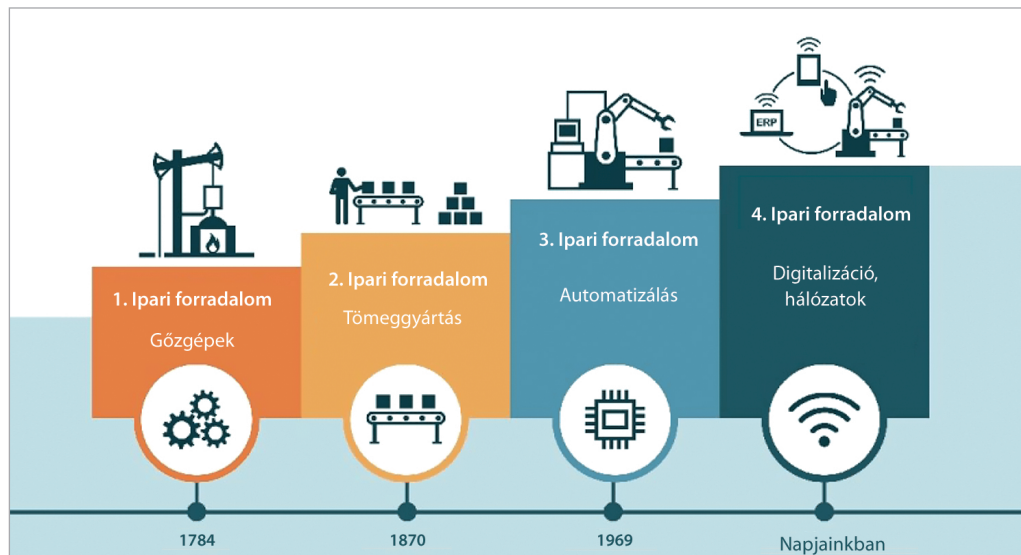 1. Ipari forradalom
Gőzgépek
1784
2. Ipari forradalom
Tömeggyártás
1870
3. Ipari forradalom
Automatizálás
1969
ERP
4. Ipari forradalom
Digitalizáció,
hálózatok
Napjainkban